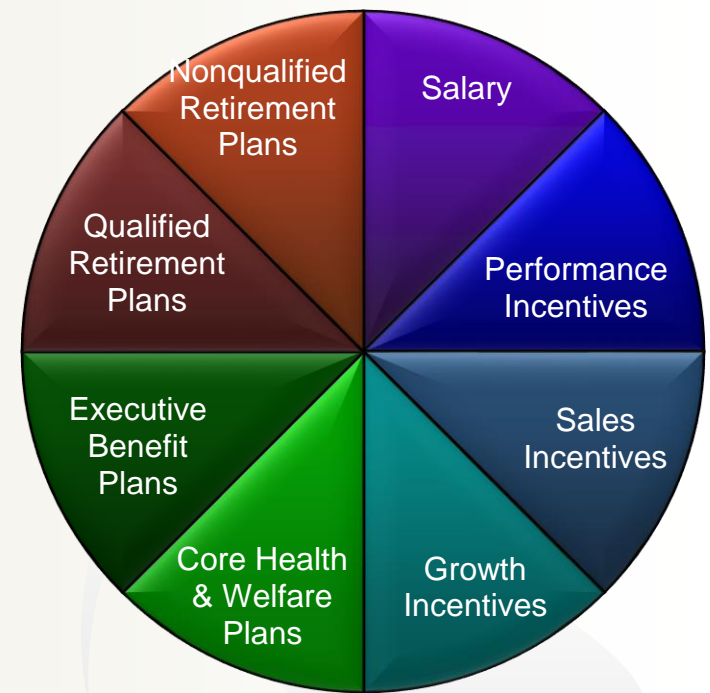 Nonqualified
Retirement
Plans
Salary
Qualified
Retirement
Plans
Performance
Incentives
Executive
Benefit
Plans
Sales
Incentives
Core Health
& Welfare
Plans
Growth
Incentives